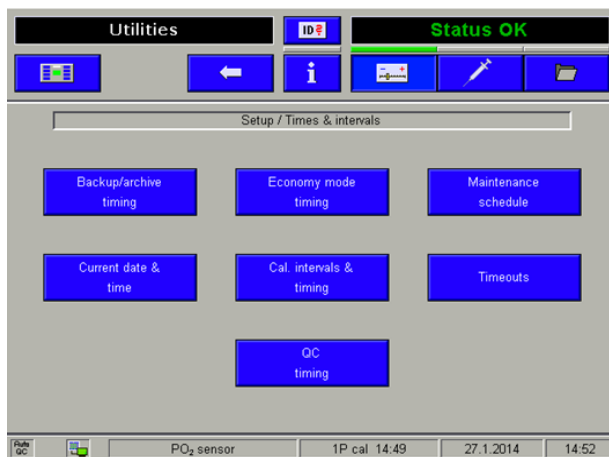 Utilities
ID?
Status OK
i
Setup / Times & intervals
Backup/archive
timing
Economy mode
timing
Maintenance
schedule
Current date &
time
Cal. intervals &
timing
Timeouts
QC
timing
Auto
QC
PO₂ sensor
1P cal 14:49
27.1.2014
14:52